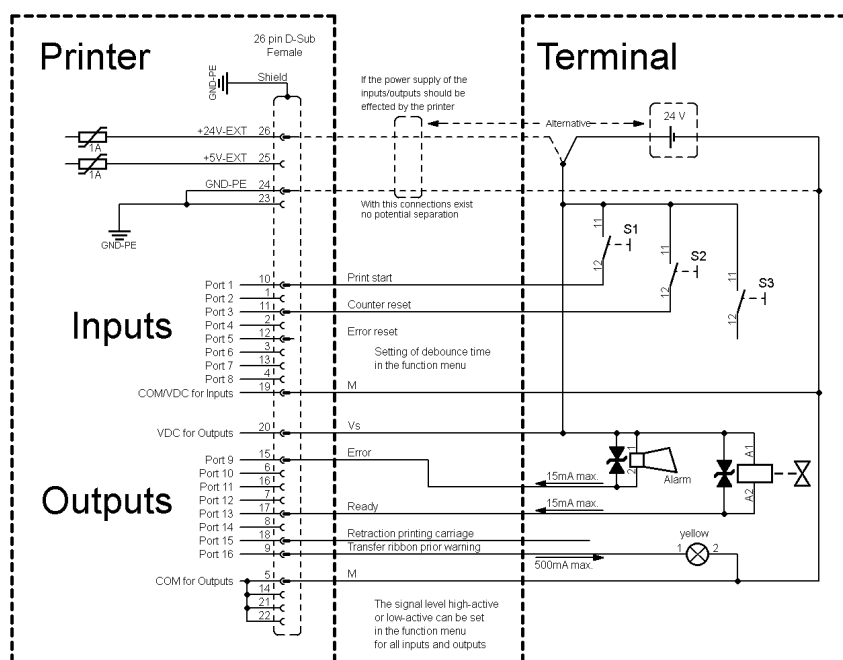 Printer
Terminal
26 pin D-Sub
Female
Shield
GND-PE
If the power supply of the
inputs/outputs should be
effected by the printer
Alternative
24 V
+24V-EXT 26
1A
+5V-EXT 25
1A
GND-PE 24
23
GND-PE
With this connections exist
no potential separation
11
S1
12
11
S2
12
11
S3
12
Inputs
Port 1 10 Print start
Port 2 1
Port 3 11 Counter reset
Port 4 2
Port 5 12 Error reset
Port 6 3
Port 7 13
Port 8 4
COM/VDC for Inputs 19 M
Setting of debounce time
in the function menu
Outputs
VDC for Outputs 20 Vs
Port 9 15 Error
Port 10 6
Port 11 16
Port 12 7
Port 13 17 Ready
Port 14 8
Port 15 18 Retraction printing carriage
Port 16 9 Transfer ribbon prior warning
COM for Outputs 5 M
14
21
22
15mA max.
15mA max.
500mA max.
1
2
Alarm
A1
A2
yellow
1 2
The signal level high-active
or low-active can be set
in the function menu
for all inputs and outputs